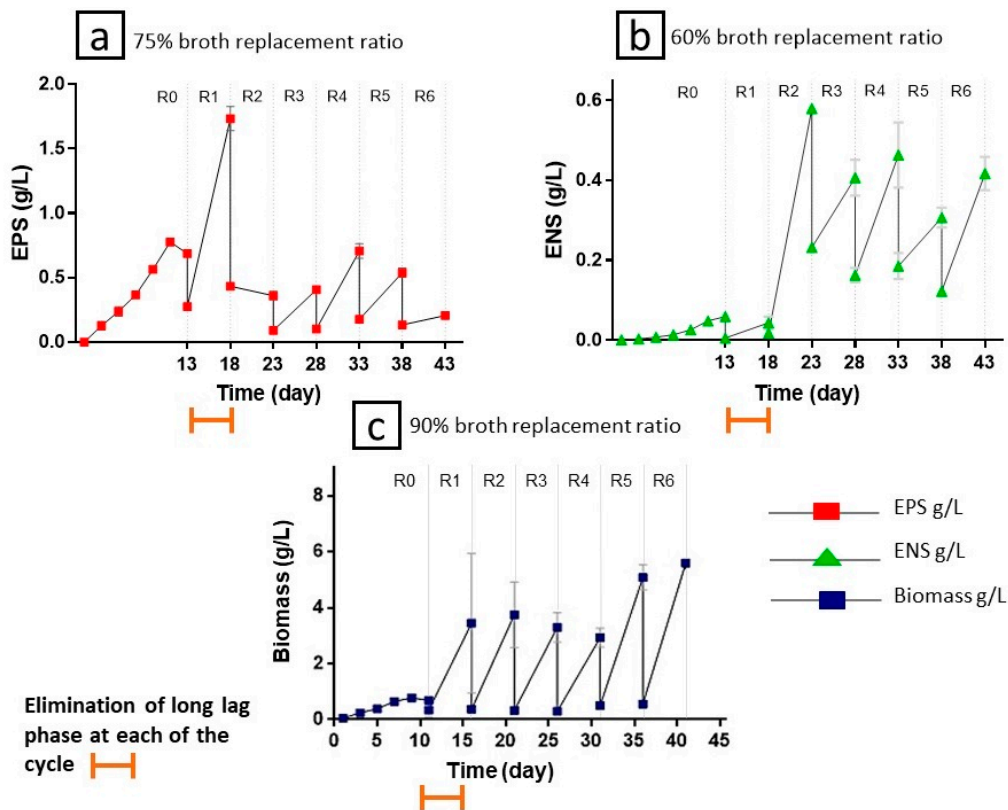 a 75% broth replacement ratio
EPS (g/L)
2.0
1.5
1.0
0.5
0.0
R0 R1 R2 R3 R4 R5 R6
13 18 23 28 33 38 43
Time (day)
b 60% broth replacement ratio
ENS (g/L)
0.6
0.4
0.2
0.0
R0 R1 R2 R3 R4 R5 R6
13 18 23 28 33 38 43
Time (day)
c 90% broth replacement ratio
Biomass (g/L)
8
6
4
2
0
R0 R1 R2 R3 R4 R5 R6
0 5 10 15 20 25 30 35 40 45
Time (day)
EPS g/L
ENS g/L
Biomass g/L
Elimination of long lag
phase at each of the
cycle